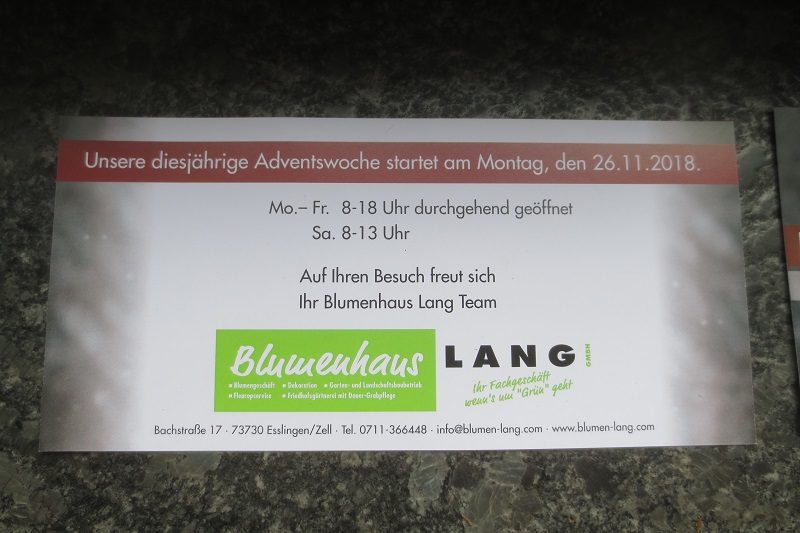 Unsere diesjährige Adventswoche startet am Montag, den 26.11.2018.
Mo.– Fr. 8-18 Uhr durchgehend geöffnet
Sa. 8-13 Uhr
Auf Ihren Besuch freut sich
Ihr Blumenhaus Lang Team
Blumenhaus LANG GMBH
▪ Blumengeschäft ▪ Dekoration ▪ Garten- und Landschaftsbaubetrieb
▪ Fleuropservice ▪ Friedhofsgärtnerei mit Dauer-Grabpflege
Ihr Fachgeschäft
wenn's um "Grün" geht
Bachstraße 17 · 73730 Esslingen/Zell · Tel. 0711-366448 · info@blumen-lang.com · www.blumen-lang.com